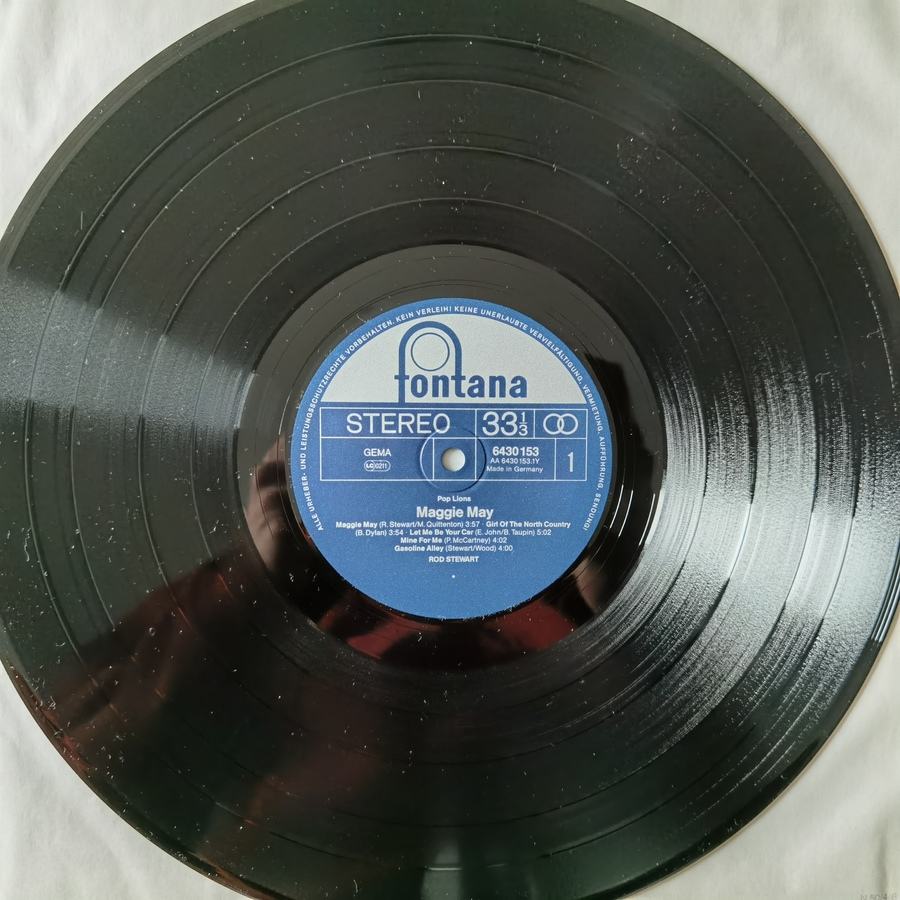 ALLE URHEBER- UND LEISTUNGSSCHUTZRECHTE VORBEHALTEN. KEIN VERLEIH! KEINE UNERLAUBTE VERVIELFÄLTIGUNG, VERMIETUNG, AUFFÜHRUNG, SENDUNG!
fontana
STEREO 33 1/3
GEMA 6430 153 1
LC 0211 AA 6430 153.1Y
Made in Germany
Pop Lions
Maggie May
Maggie May (R. Stewart/M. Quittenton) 3:57 · Girl Of The North Country
(B. Dylan) 3:54 · Let Me Be Your Car (E. John/B. Taupin) 5:02
Mine For Me (P. McCartney) 4:02
Gasoline Alley (Stewart/Wood) 4:00
ROD STEWART